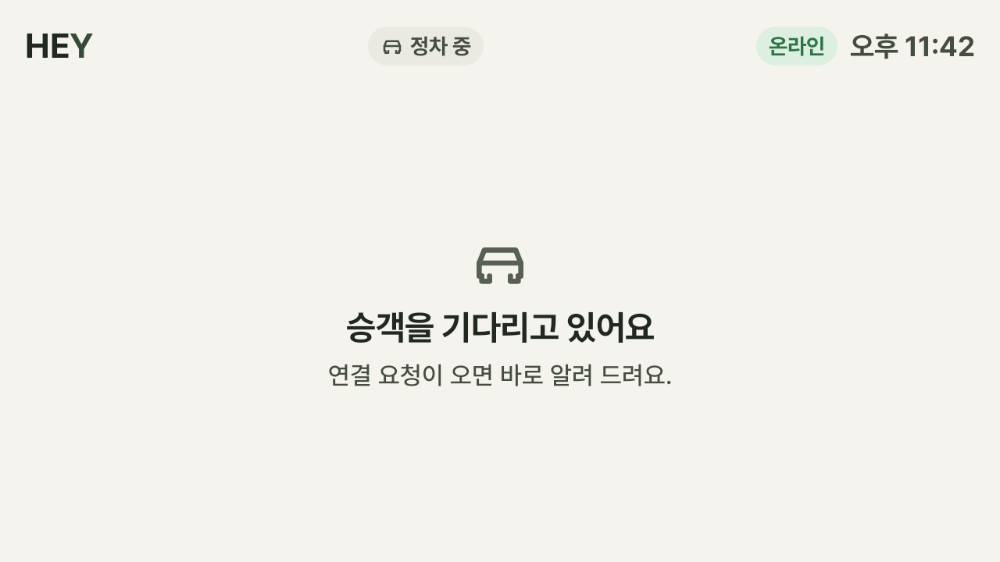 HEY
정차 중
온라인
오후 11:42
승객을 기다리고 있어요
연결 요청이 오면 바로 알려 드려요.